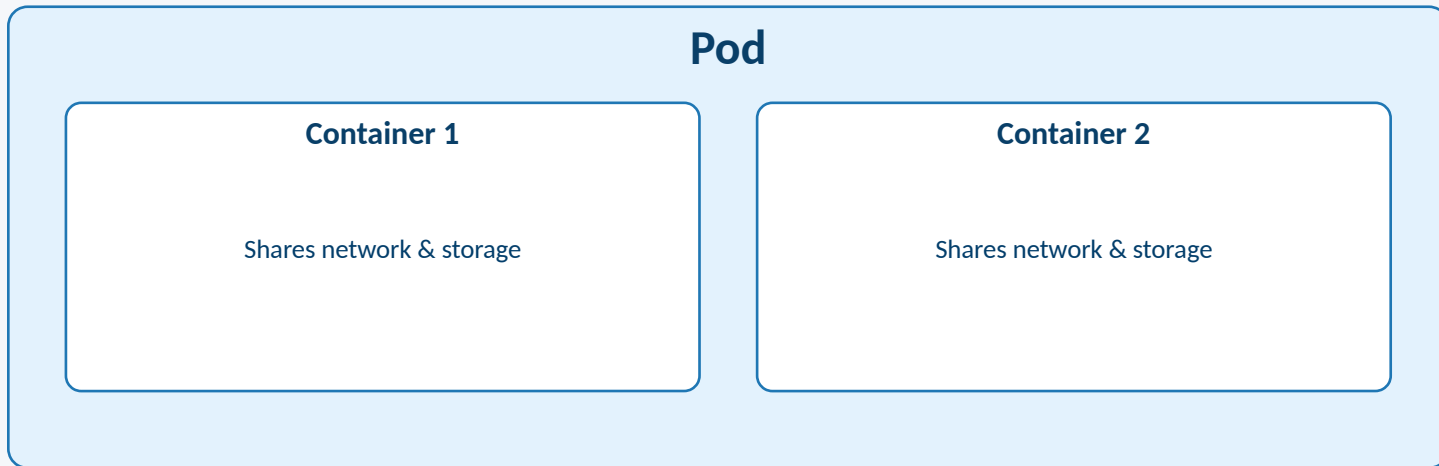 Pod
Container 1
Container 2
Shares network & storage
Shares network & storage